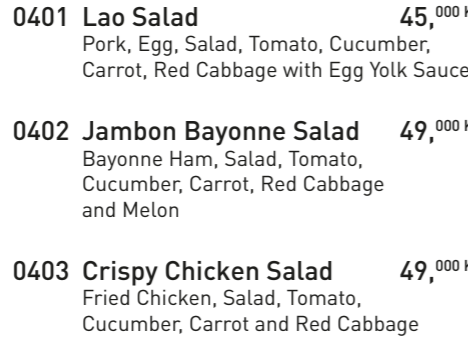 0401 Lao Salad 45,000 K
Pork, Egg, Salad, Tomato, Cucumber,
Carrot, Red Cabbage with Egg Yolk Sauce
0402 Jambon Bayonne Salad 49,000 K
Bayonne Ham, Salad, Tomato,
Cucumber, Carrot, Red Cabbage
and Melon
0403 Crispy Chicken Salad 49,000 K
Fried Chicken, Salad, Tomato,
Cucumber, Carrot and Red Cabbage